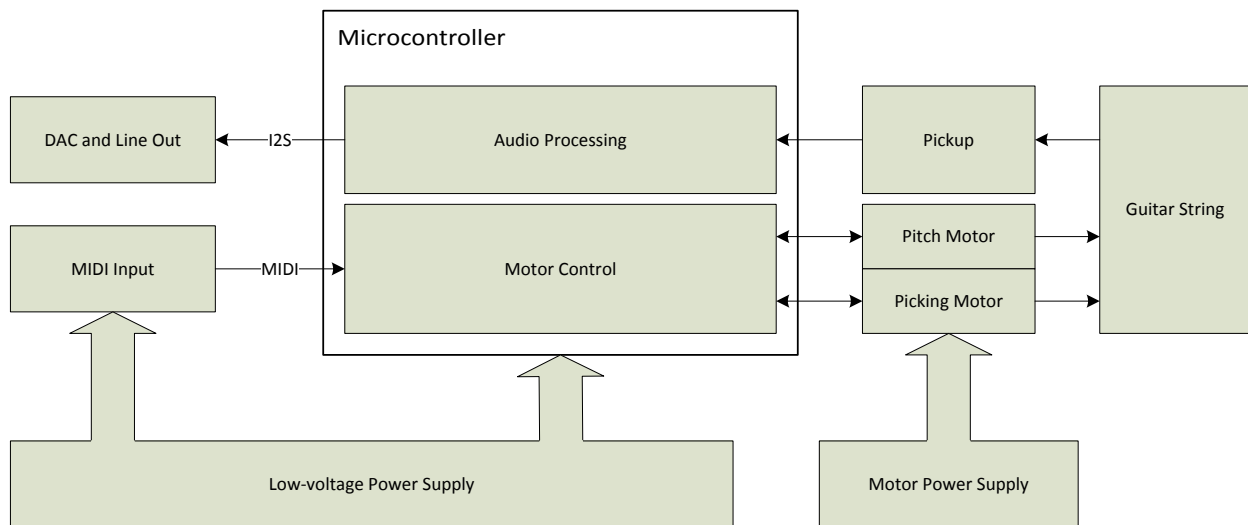 Microcontroller
DAC and Line Out
I2S
Audio Processing
Pickup
Guitar String
MIDI Input
MIDI
Motor Control
Pitch Motor
Picking Motor
Low-voltage Power Supply
Motor Power Supply